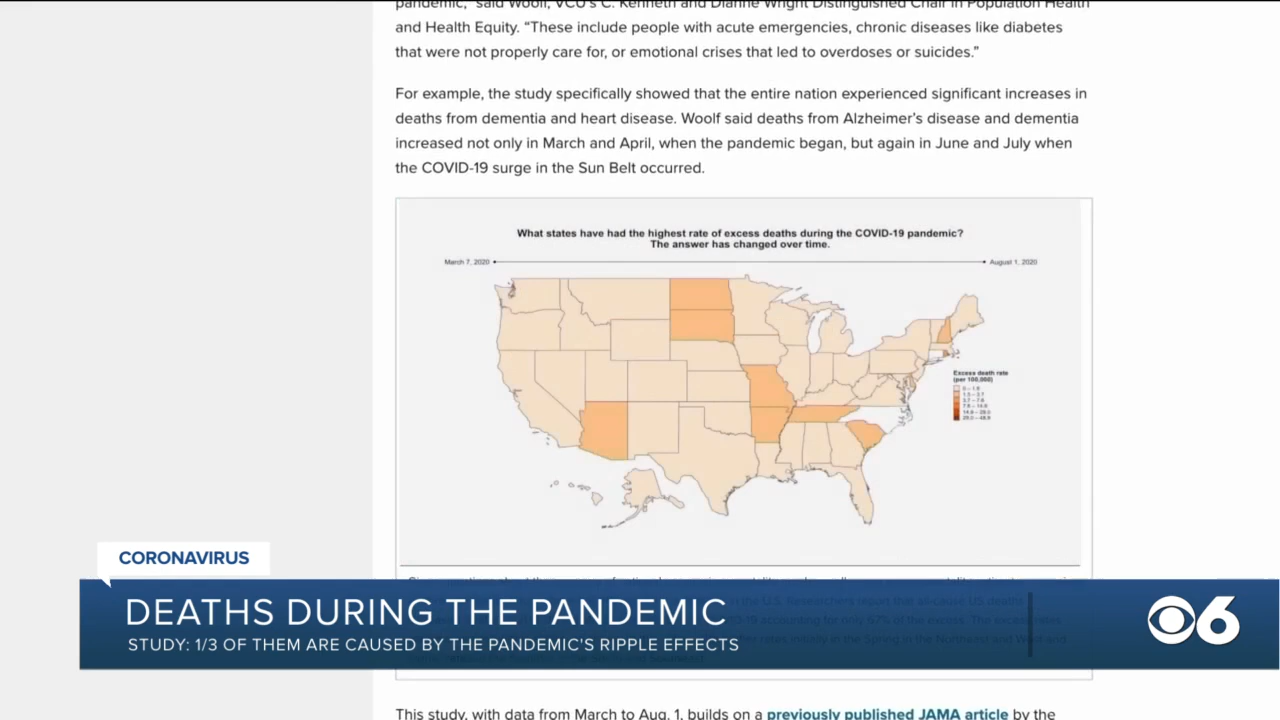 pandemic," said Woolf, VCU's C. Kenneth and Dianne Wright Distinguished Chair in Population Health
and Health Equity. "These include people with acute emergencies, chronic diseases like diabetes
that were not properly care for, or emotional crises that led to overdoses or suicides."
For example, the study specifically showed that the entire nation experienced significant increases in
deaths from dementia and heart disease. Woolf said deaths from Alzheimer's disease and dementia
increased not only in March and April, when the pandemic began, but again in June and July when
the COVID-19 surge in the Sun Belt occurred.
What states have had the highest rate of excess deaths during the COVID-19 pandemic?
The answer has changed over time.
March 7, 2020
August 1, 2020
Excess death rate
(per 100,000)
CORONAVIRUS
DEATHS DURING THE PANDEMIC
STUDY: 1/3 OF THEM ARE CAUSED BY THE PANDEMIC'S RIPPLE EFFECTS
6
This study, with data from March to Aug. 1, builds on a previously published JAMA article by the